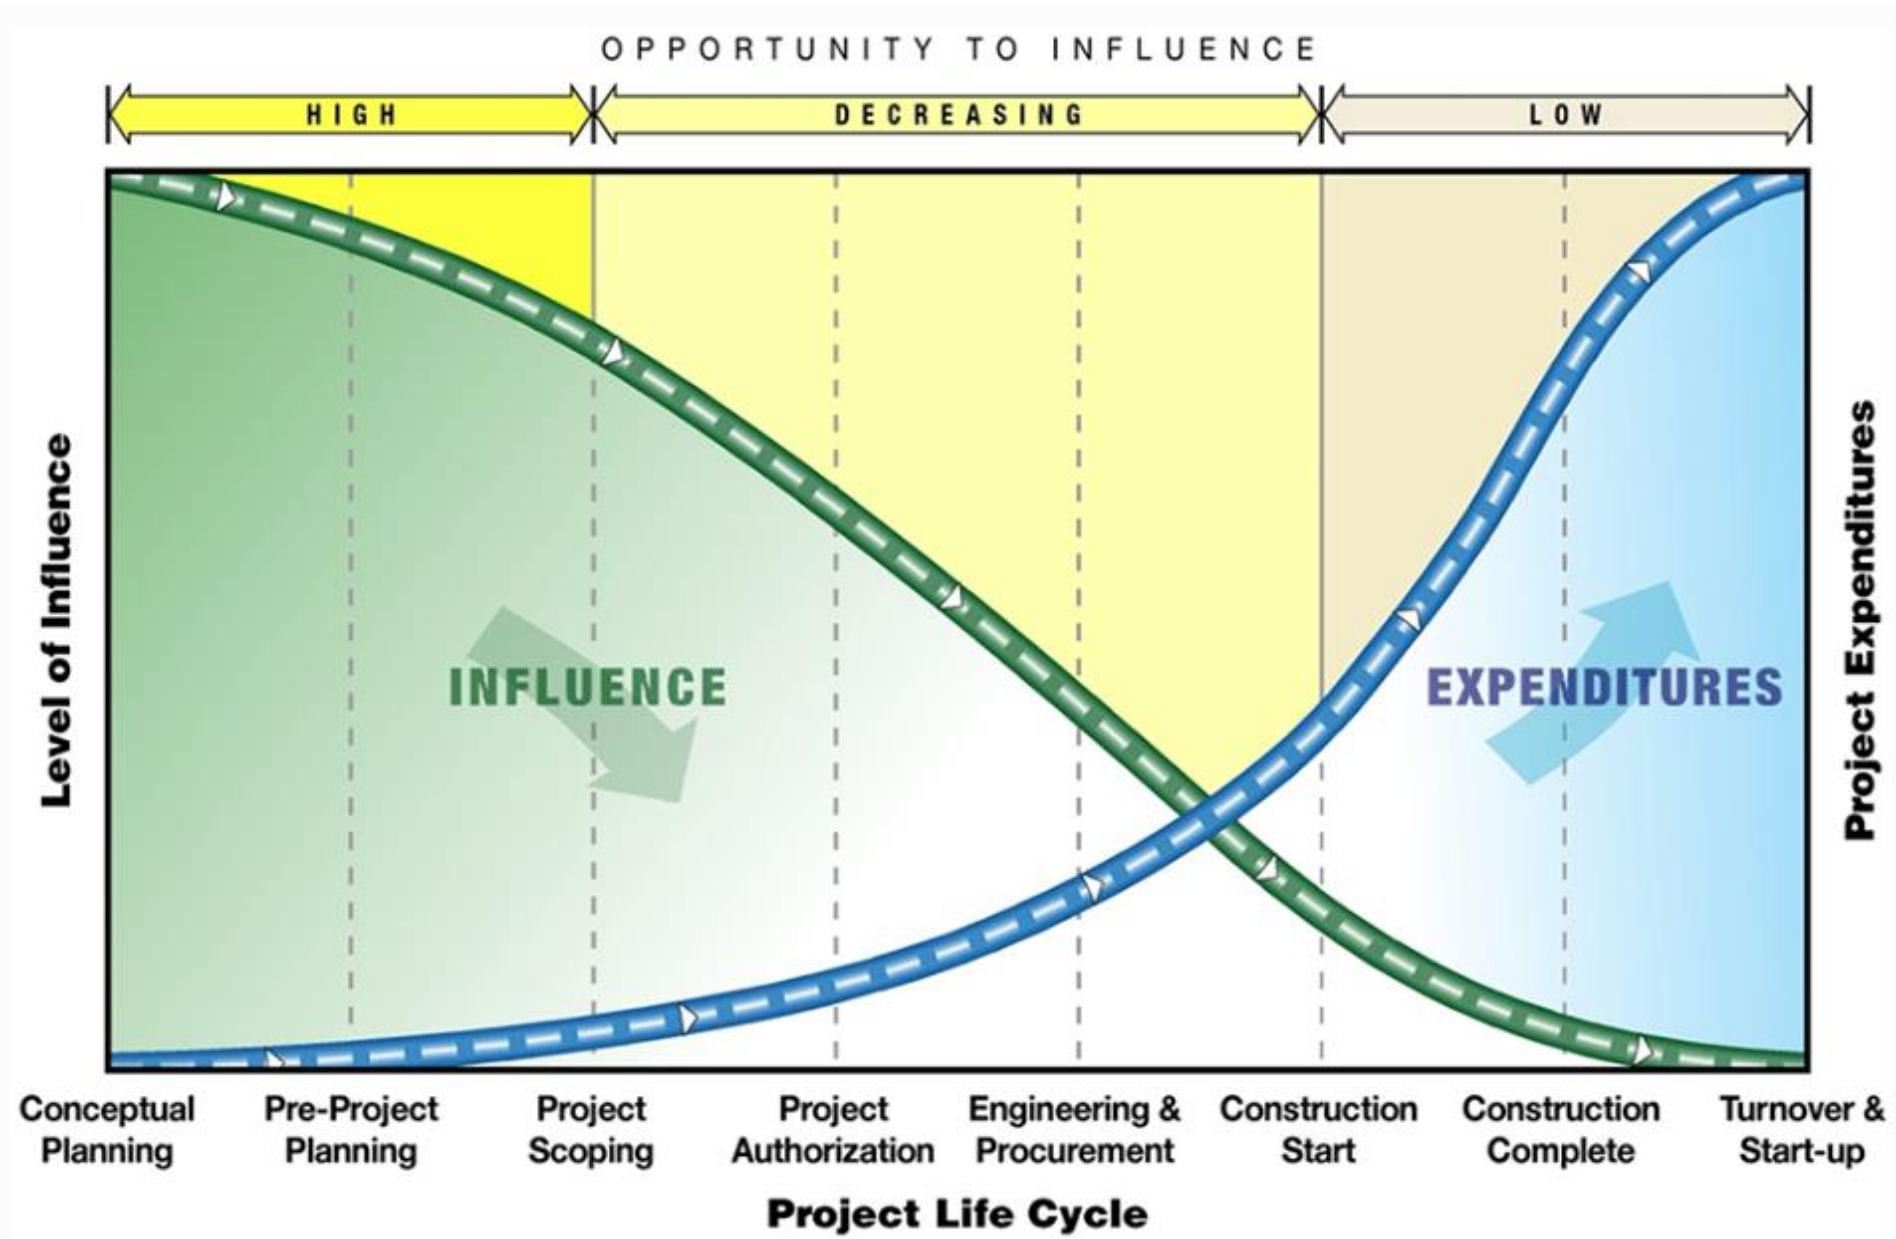 OPPORTUNITY TO INFLUENCE
HIGH
DECREASING
LOW
Level of Influence
INFLUENCE
EXPENDITURES
Project Expenditures
Conceptual
Planning
Pre-Project
Planning
Project
Scoping
Project
Authorization
Engineering &
Procurement
Construction
Start
Construction
Complete
Turnover &
Start-up
Project Life Cycle